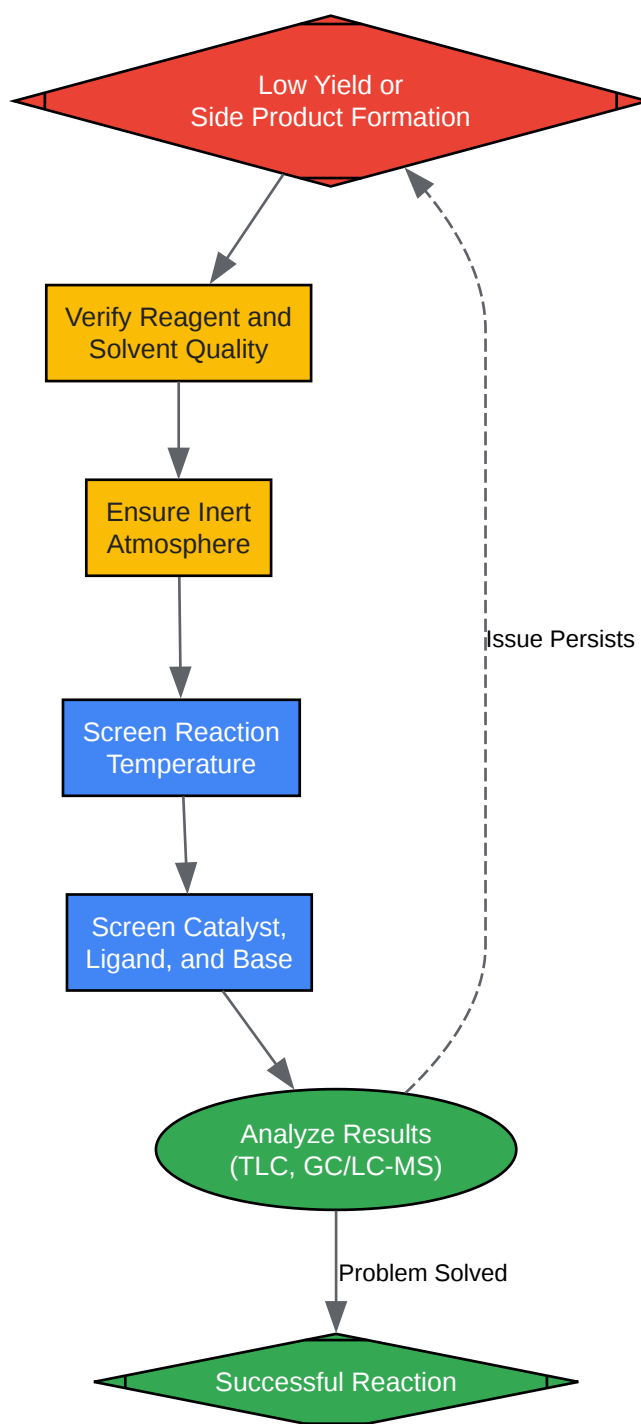 Low Yield or
Side Product Formation
Verify Reagent and
Solvent Quality
Ensure Inert
Atmosphere
Issue Persists
Screen Reaction
Temperature
Screen Catalyst,
Ligand, and Base
Analyze Results
(TLC, GC/LC-MS)
Problem Solved
Successful Reaction